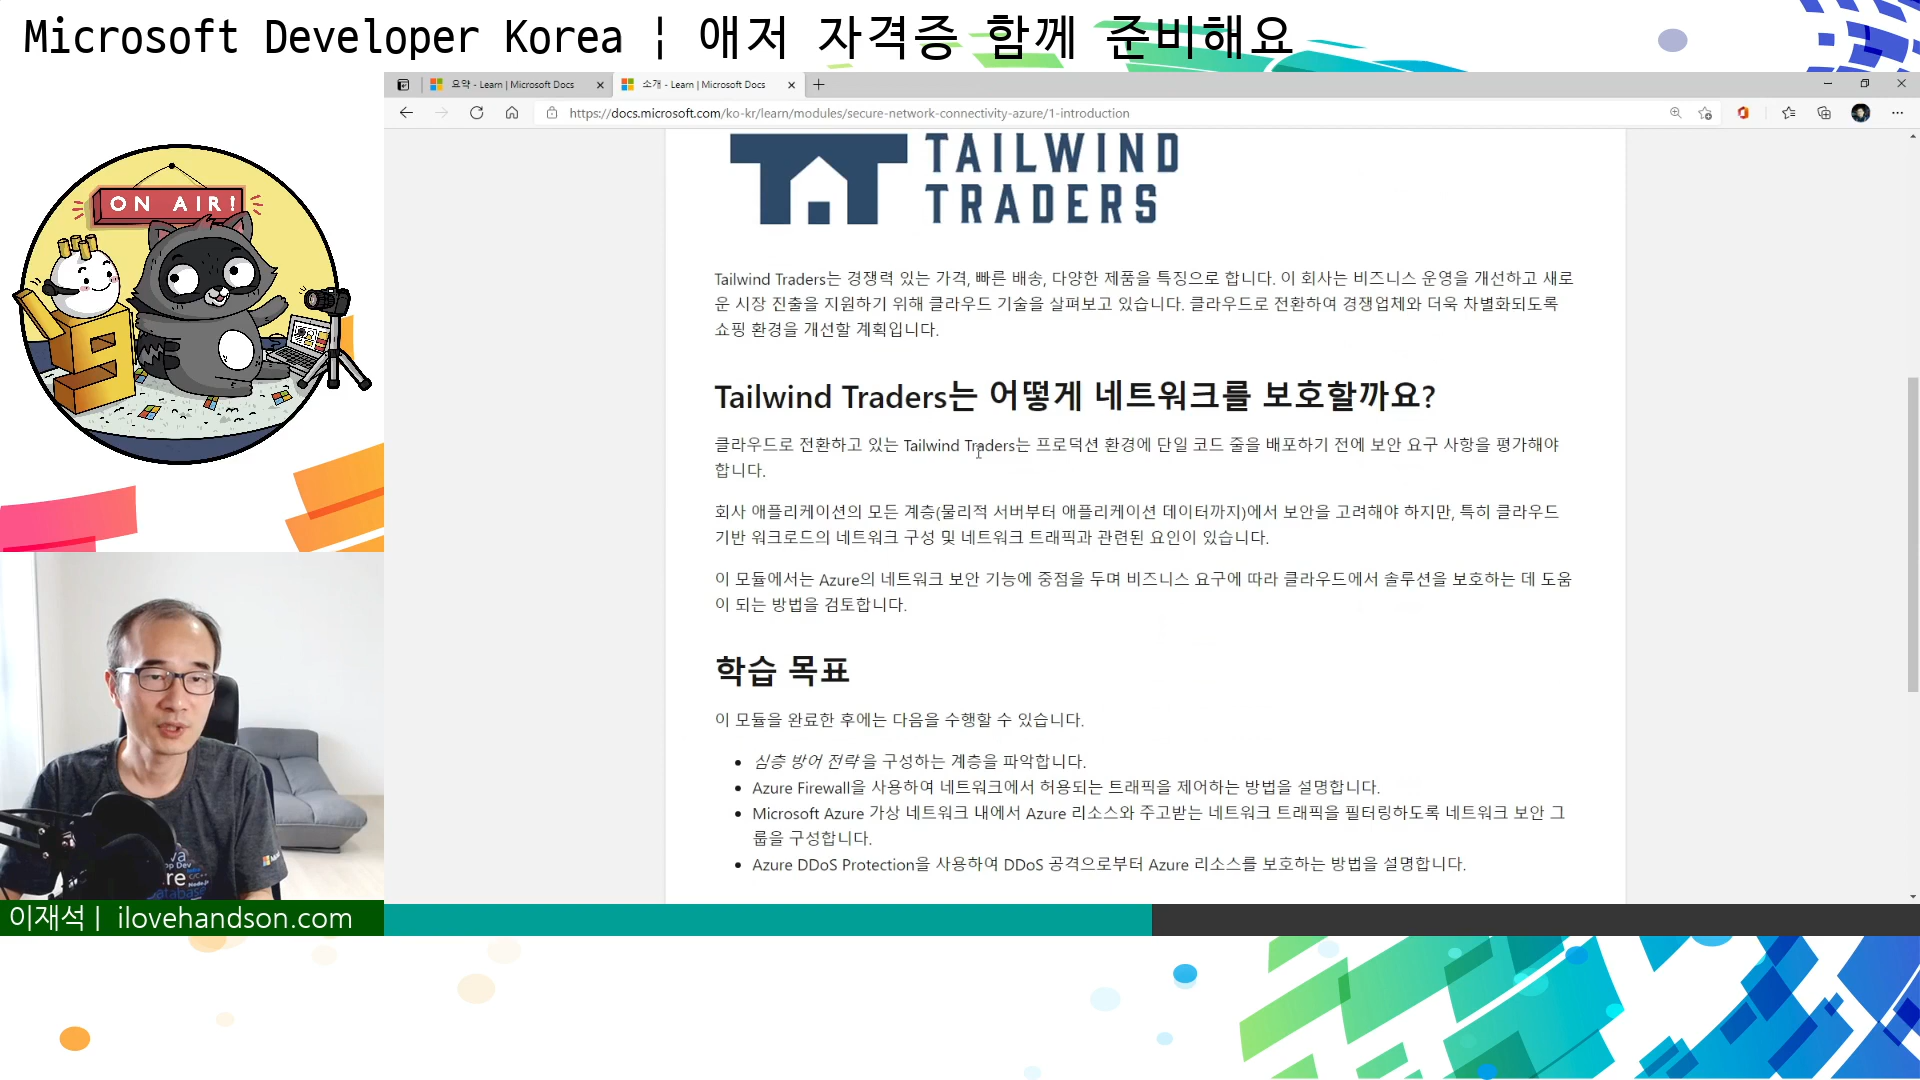 Microsoft Developer Korea ¦ 애저 자격증 함께 준비해요
요약 - Learn | Microsoft Docs
소개 - Learn | Microsoft Docs
https://docs.microsoft.com/ko-kr/learn/modules/secure-network-connectivity-azure/1-introduction
ON AIR!
TAILWIND
TRADERS
Tailwind Traders는 경쟁력 있는 가격, 빠른 배송, 다양한 제품을 특징으로 합니다. 이 회사는 비즈니스 운영을 개선하고 새로
운 시장 진출을 지원하기 위해 클라우드 기술을 살펴보고 있습니다. 클라우드로 전환하여 경쟁업체와 더욱 차별화되도록
쇼핑 환경을 개선할 계획입니다.
Tailwind Traders는 어떻게 네트워크를 보호할까요?
클라우드로 전환하고 있는 Tailwind Traders는 프로덕션 환경에 단일 코드 줄을 배포하기 전에 보안 요구 사항을 평가해야
합니다.
회사 애플리케이션의 모든 계층(물리적 서버부터 애플리케이션 데이터까지)에서 보안을 고려해야 하지만, 특히 클라우드
기반 워크로드의 네트워크 구성 및 네트워크 트래픽과 관련된 요인이 있습니다.
이 모듈에서는 Azure의 네트워크 보안 기능에 중점을 두며 비즈니스 요구에 따라 클라우드에서 솔루션을 보호하는 데 도움
이 되는 방법을 검토합니다.
학습 목표
이 모듈을 완료한 후에는 다음을 수행할 수 있습니다.
• 심층 방어 전략을 구성하는 계층을 파악합니다.
• Azure Firewall을 사용하여 네트워크에서 허용되는 트래픽을 제어하는 방법을 설명합니다.
• Microsoft Azure 가상 네트워크 내에서 Azure 리소스와 주고받는 네트워크 트래픽을 필터링하도록 네트워크 보안 그
룹을 구성합니다.
• Azure DDoS Protection을 사용하여 DDoS 공격으로부터 Azure 리소스를 보호하는 방법을 설명합니다.
이재석 | ilovehandson.com